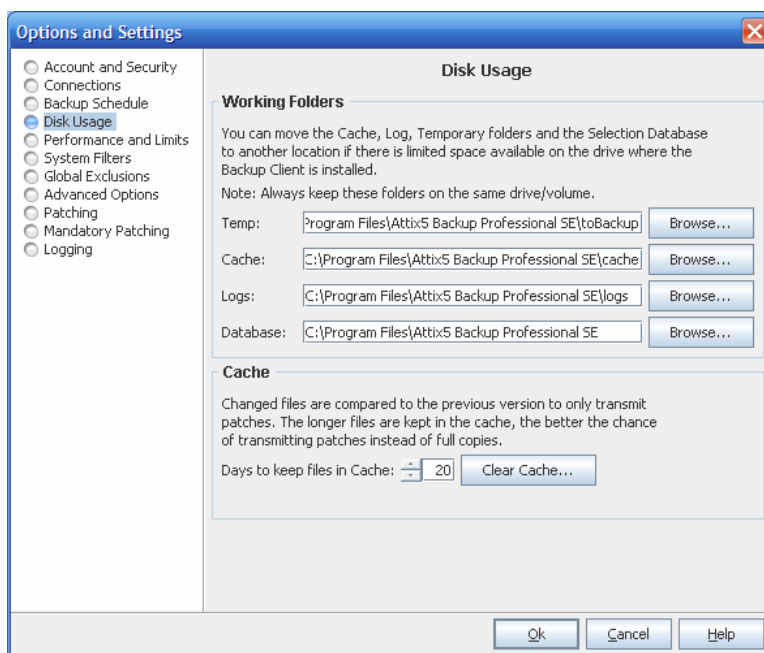 Options and Settings
Account and Security
Connections
Backup Schedule
Disk Usage
Performance and Limits
System Filters
Global Exclusions
Advanced Options
Patching
Mandatory Patching
Logging
Disk Usage
Working Folders
You can move the Cache, Log, Temporary folders and the Selection Database
to another location if there is limited space available on the drive where the
Backup Client is installed.
Note: Always keep these folders on the same drive/volume.
Temp: Program Files\Attix5 Backup Professional SE\toBackup Browse...
Cache: C:\Program Files\Attix5 Backup Professional SE\cache Browse...
Logs: C:\Program Files\Attix5 Backup Professional SE\logs Browse...
Database: C:\Program Files\Attix5 Backup Professional SE Browse...
Cache
Changed files are compared to the previous version to only transmit
patches. The longer files are kept in the cache, the better the chance
of transmitting patches instead of full copies.
Days to keep files in Cache: 20 Clear Cache...
Ok Cancel Help